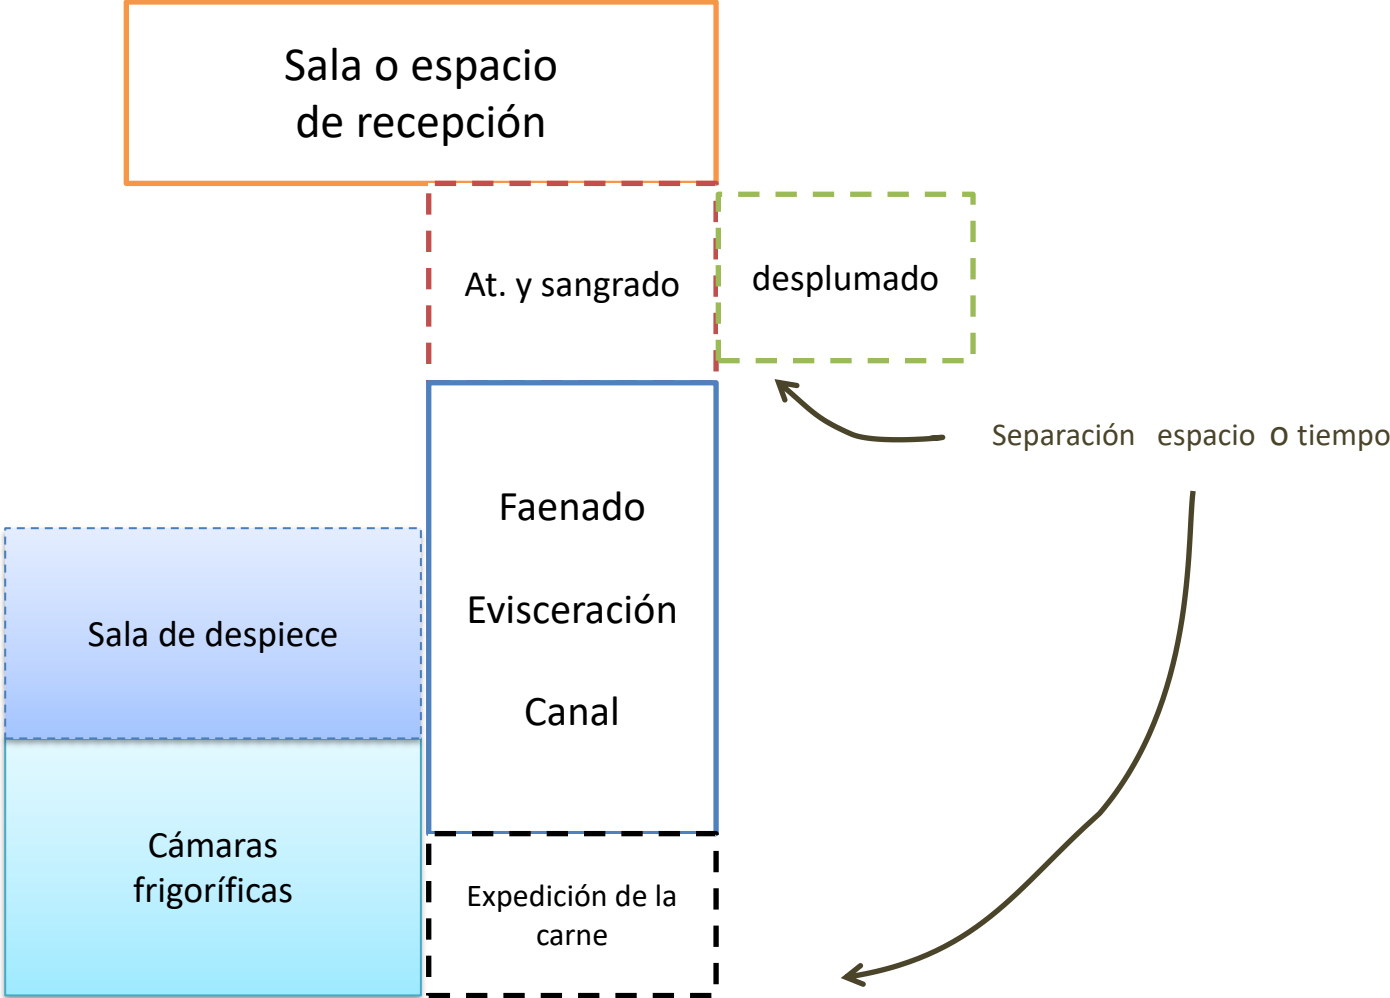 Sala o espacio
de recepción
At. y sangrado
desplumado
Separación espacio o tiempo
Faenado
Evisceración
Canal
Sala de despiece
Cámaras
frigoríficas
Expedición de la
carne